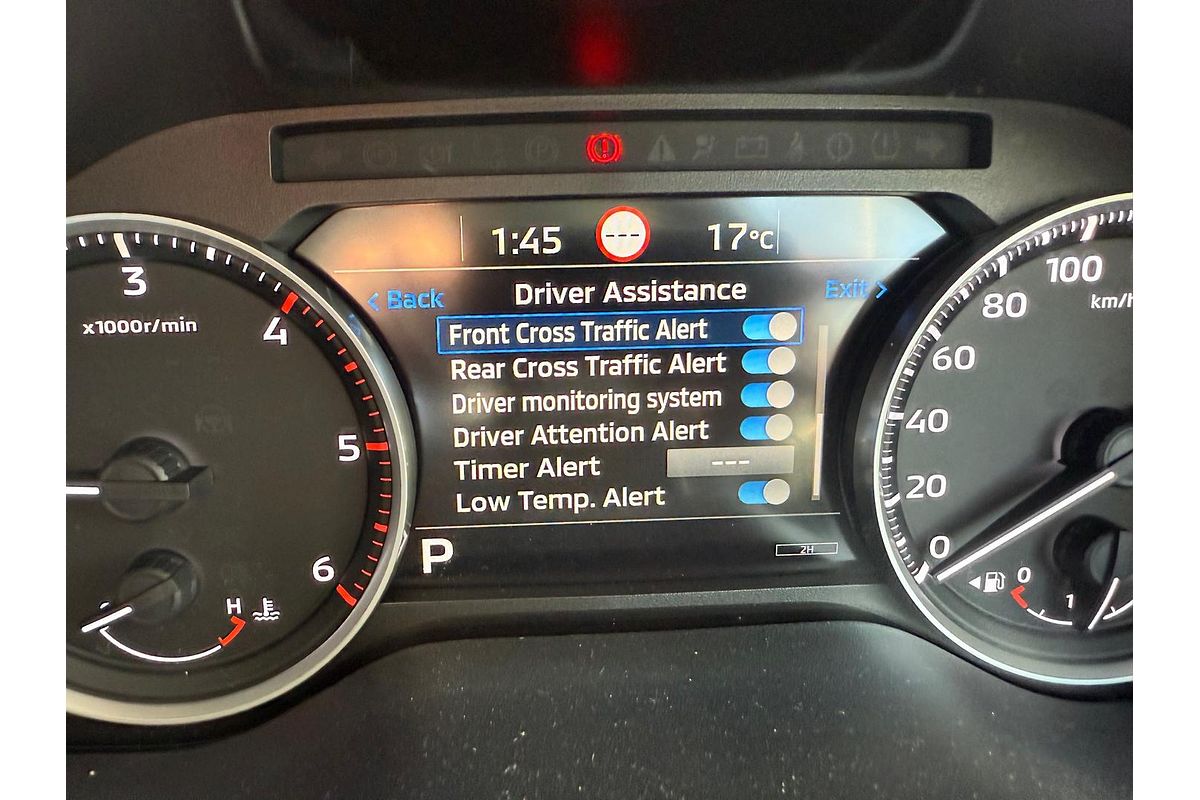 1:45 --- 17°C
< Back Driver Assistance Exit >
Front Cross Traffic Alert
Rear Cross Traffic Alert
Driver monitoring system
Driver Attention Alert
Timer Alert ---
Low Temp. Alert
P 2H
3
x1000r/min
4
5
6
H
100
km/h
80
60
40
20
0
0
1